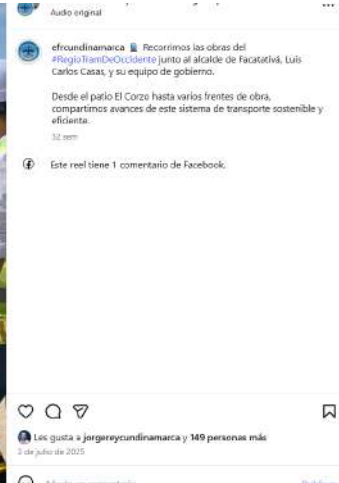 Audio original
efrcundinamarca Recorrimos las obras del
#RegioTramDeOccidente junto al alcalde de Facatativá, Luis
Carlos Casas, y su equipo de gobierno.
Desde el patio El Corzo hasta varios frentes de obra,
compartimos avances de este sistema de transporte sostenible y
eficiente.
52 sem
Este reel tiene 1 comentario de Facebook.
Les gusta a jorgereycundinamarca y 149 personas más
2 de julio de 2025